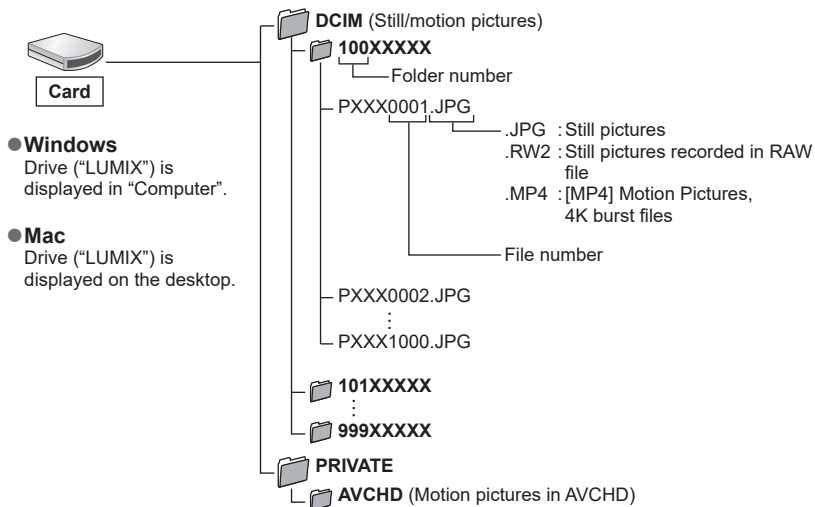 DCIM (Still/motion pictures)
100XXXXX
Folder number
Card
PXXX0001.JPG
.JPG : Still pictures
.RW2 : Still pictures recorded in RAW
file
.MP4 : [MP4] Motion Pictures,
4K burst files
File number
●Windows
Drive (“LUMIX”) is
displayed in “Computer”.
●Mac
Drive (“LUMIX”) is
displayed on the desktop.
PXXX0002.JPG
PXXX1000.JPG
101XXXXX
999XXXXX
PRIVATE
AVCHD (Motion pictures in AVCHD)